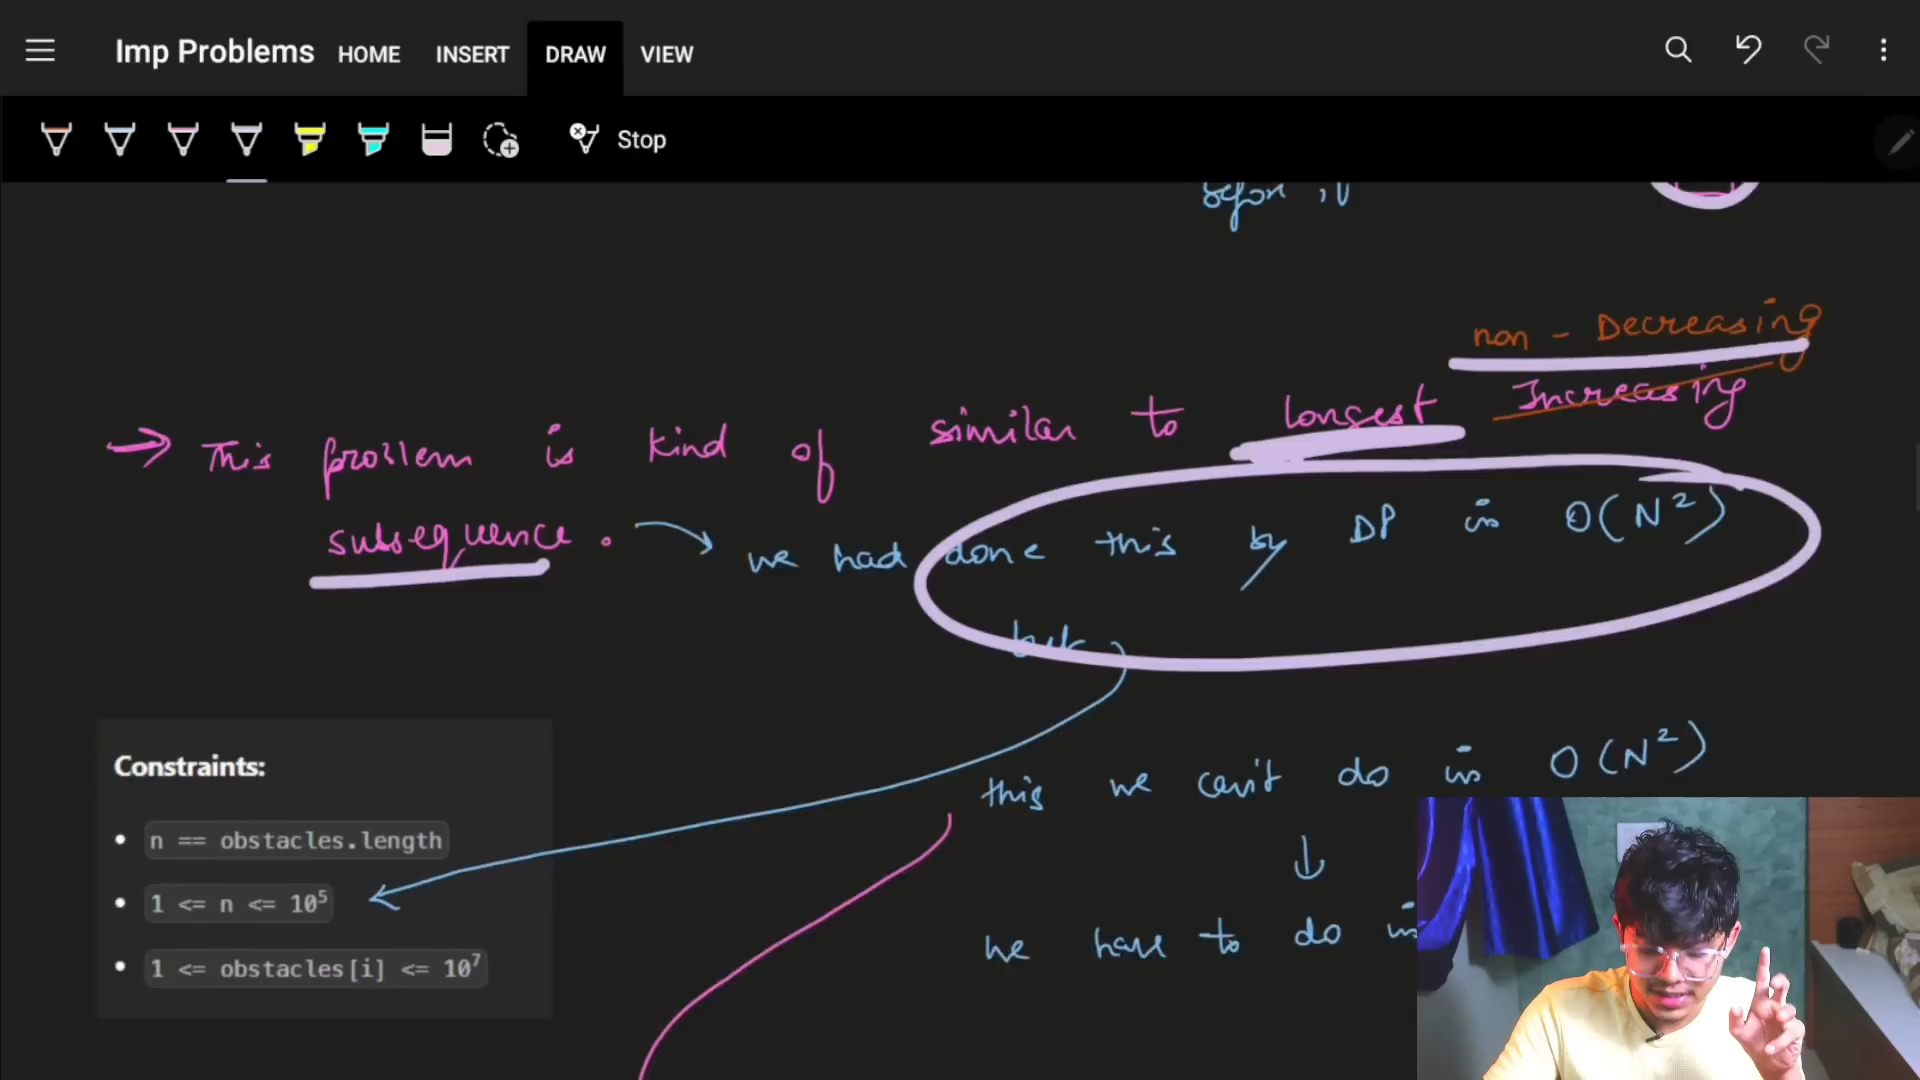 Imp Problems HOME INSERT DRAW VIEW
Stop
non - Decreasing
→ This problem is kind of similar to longest Increasing
subsequence. we had done this by DP in O(N²)
but
Constraints:
this we can't do in O(N²)
• n == obstacles.length
• 1 <= n <= 10⁵
we have to do in
• 1 <= obstacles[i] <= 10⁷